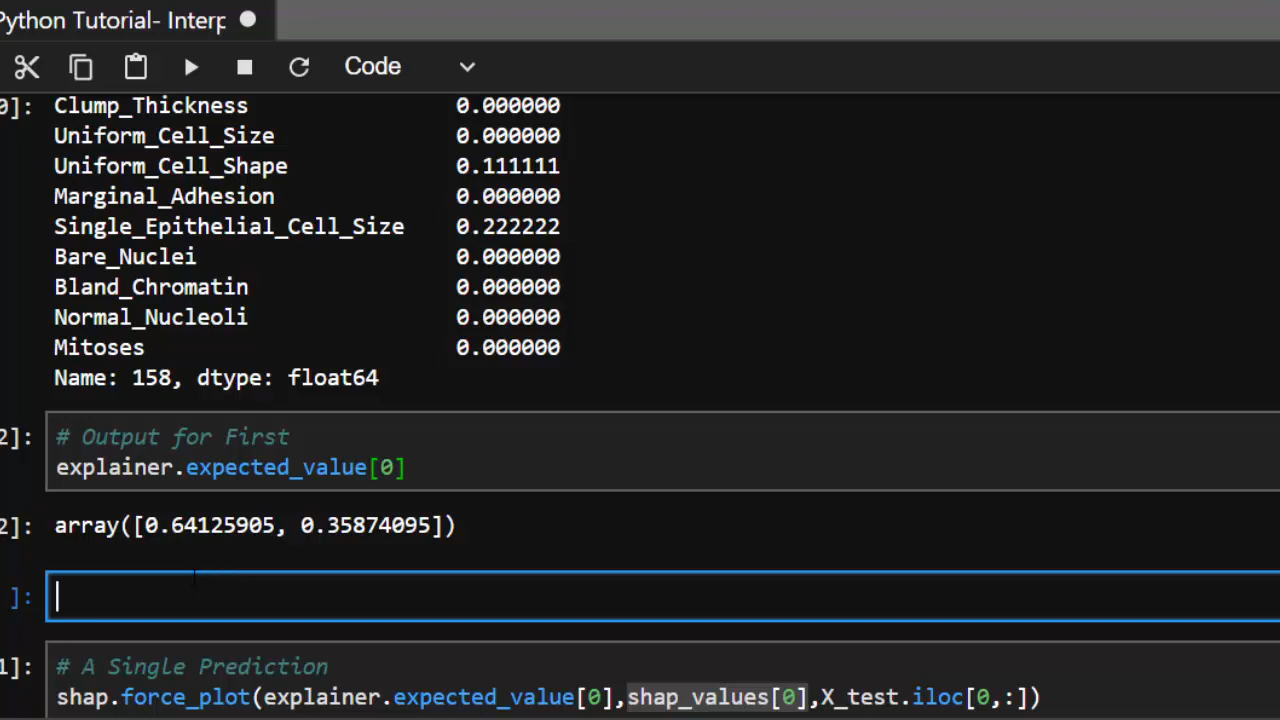 Python Tutorial- Interp
Code
0]: Clump_Thickness 0.000000
Uniform_Cell_Size 0.000000
Uniform_Cell_Shape 0.111111
Marginal_Adhesion 0.000000
Single_Epithelial_Cell_Size 0.222222
Bare_Nuclei 0.000000
Bland_Chromatin 0.000000
Normal_Nucleoli 0.000000
Mitoses 0.000000
Name: 158, dtype: float64
2]: # Output for First
explainer.expected_value[0]
2]: array([0.64125905, 0.35874095])
]:
1]: # A Single Prediction
shap.force_plot(explainer.expected_value[0],shap_values[0],X_test.iloc[0,:])